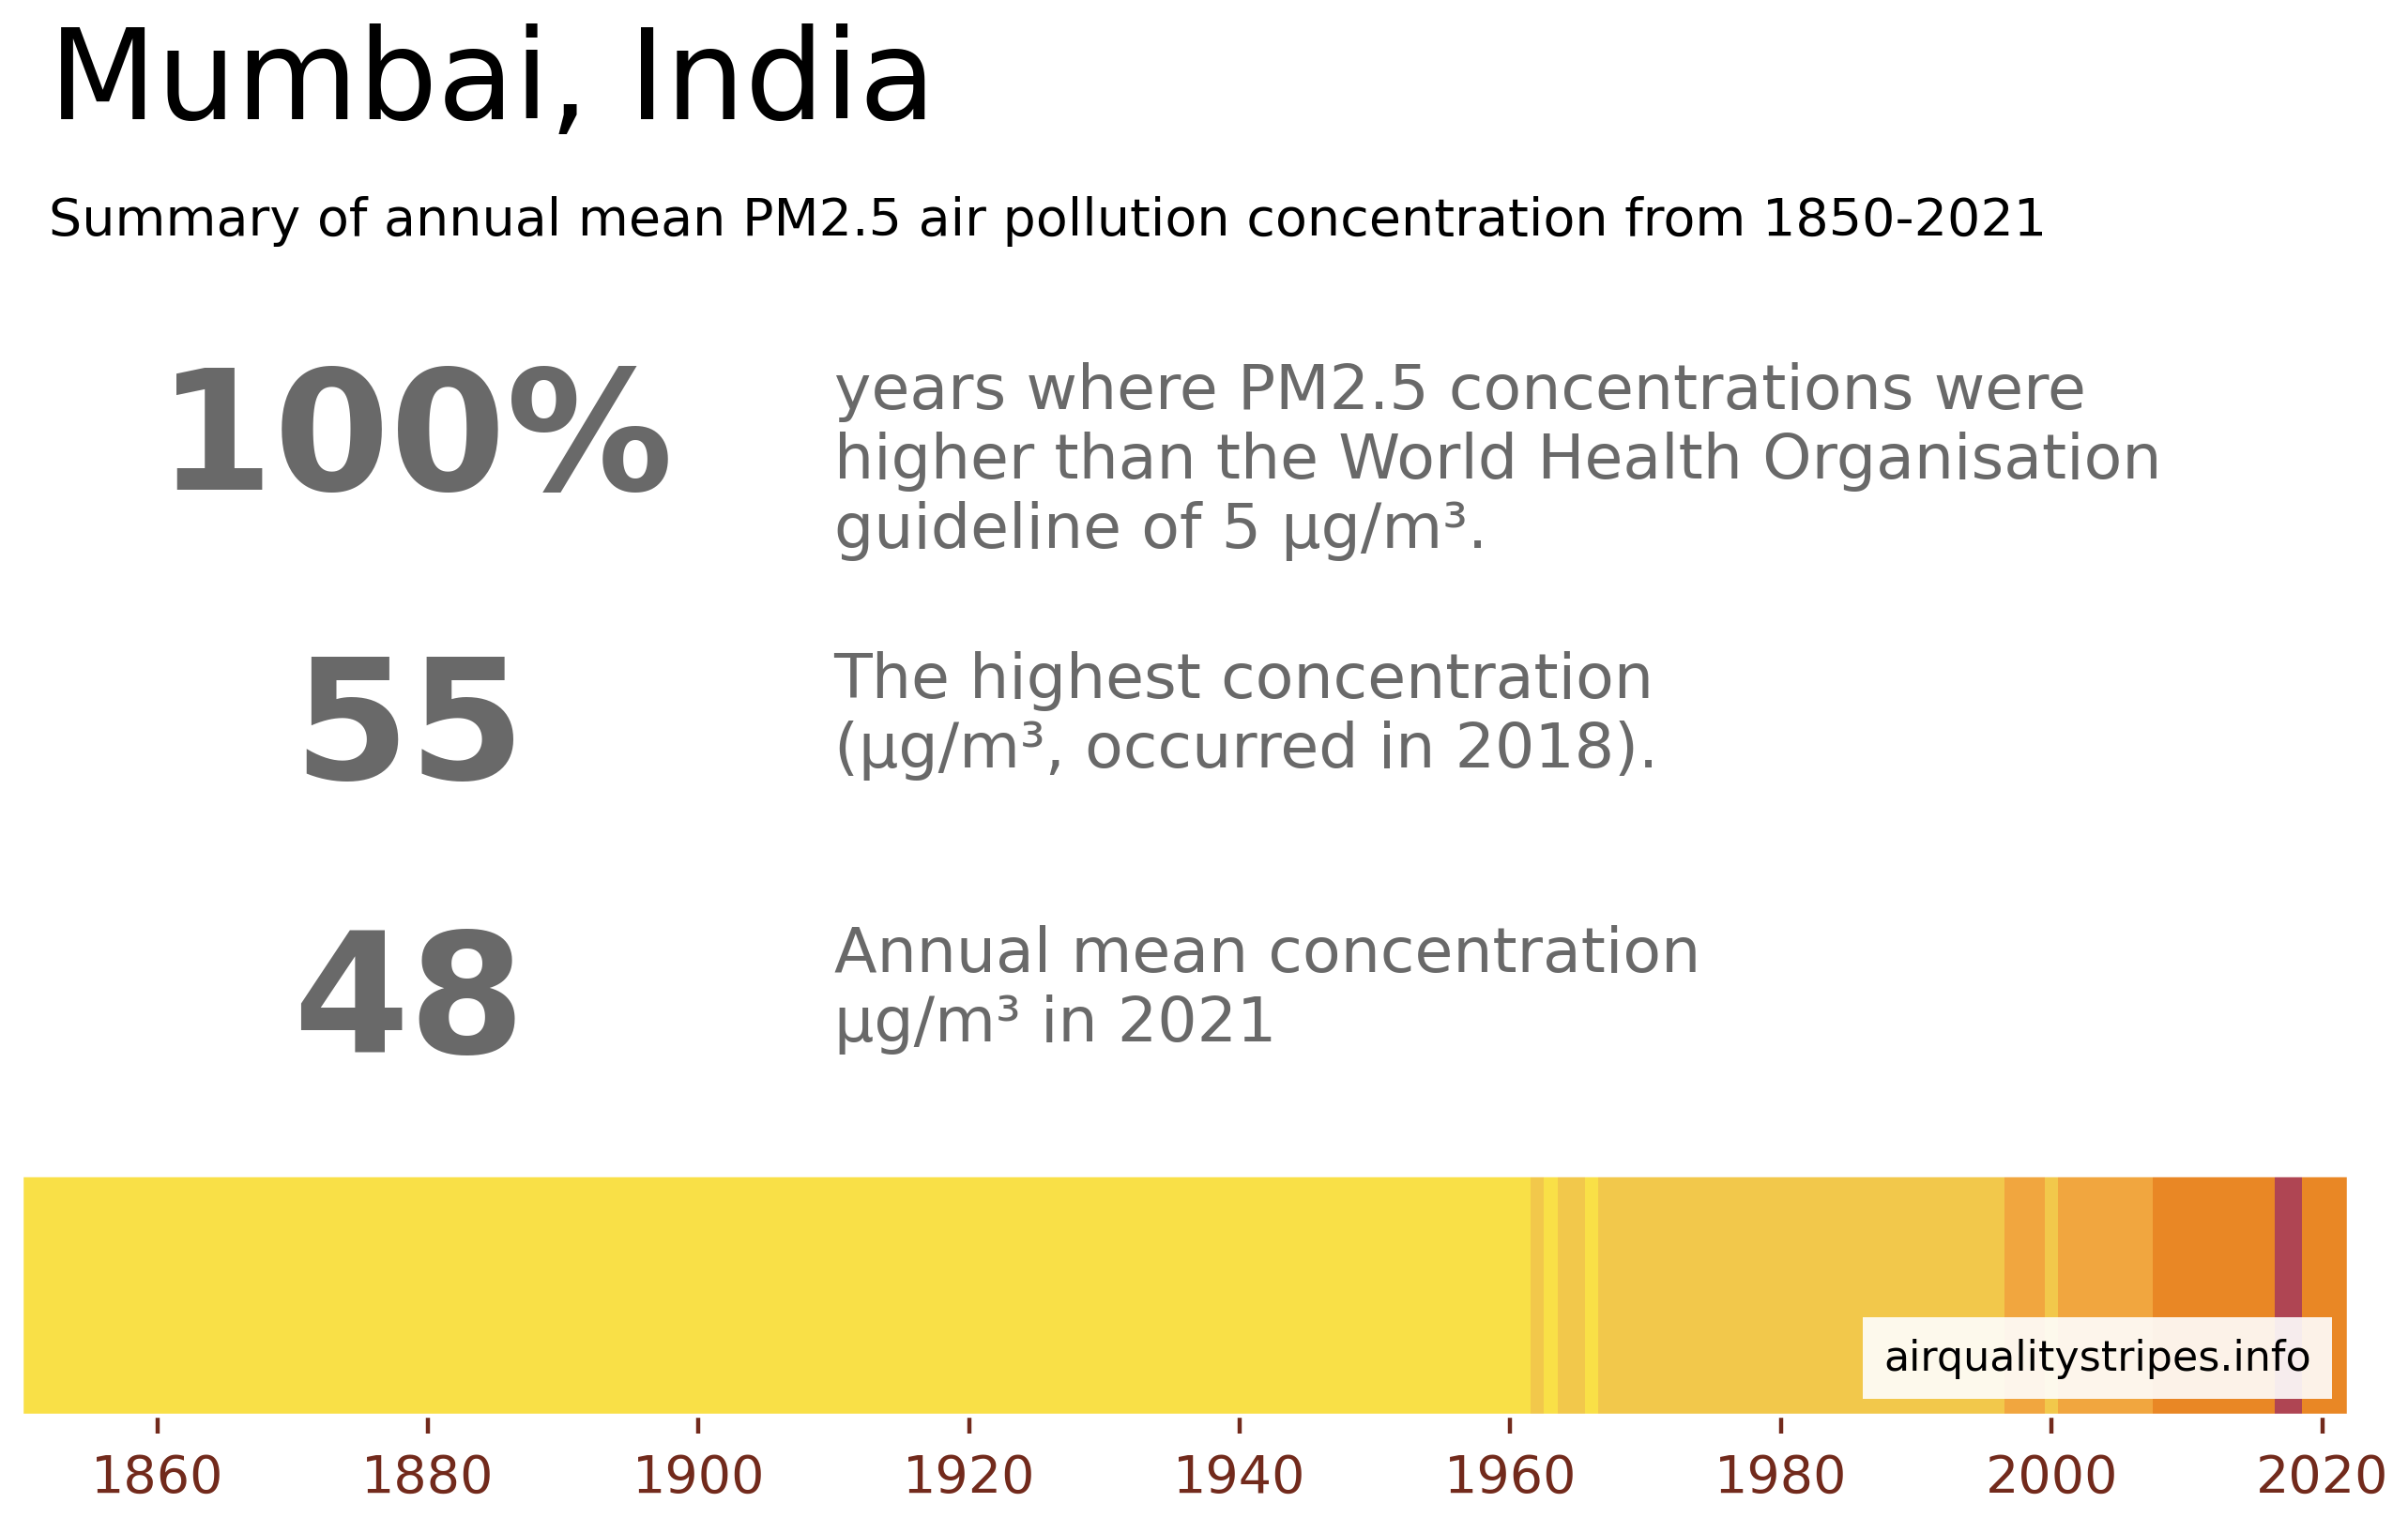 Mumbai, India
Summary of annual mean PM2.5 air pollution concentration from 1850-2021
100%
years where PM2.5 concentrations were
higher than the World Health Organisation
guideline of 5 µg/m³.
55
The highest concentration
(µg/m³, occurred in 2018).
48
Annual mean concentration
µg/m³ in 2021
airqualitystripes.info
1860 1880 1900 1920 1940 1960 1980 2000 2020